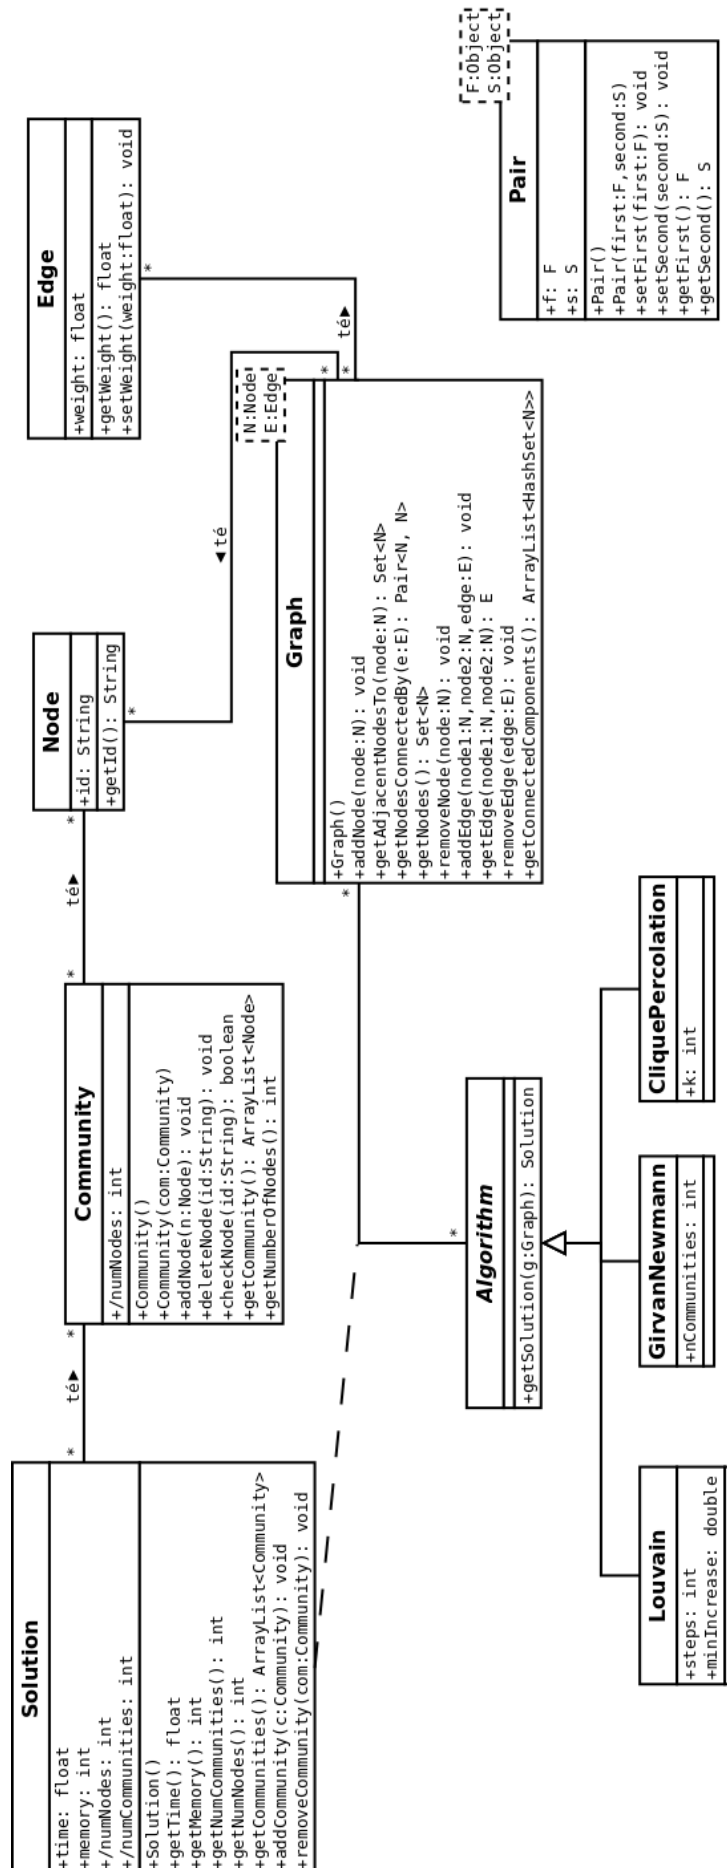 Solution
+time: float
+memory: int
+/numNodes: int
+/numCommunities: int
+Solution()
+getTime(): float
+getMemory(): int
+getNumCommunities(): int
+getNumNodes(): int
+getCommunities(): ArrayList<Community>
+addCommunity(c:Community): void
+removeCommunity(com:Community): void
*
té▶
*
Community
+/numNodes: int
+Community()
+Community(com:Community)
+addNode(n:Node): void
+deleteNode(id:String): void
+checkNode(id:String): boolean
+getCommunity(): ArrayList<Node>
+getNumberOfNodes(): int
*
té▶
*
Node
+id: String
+getId(): String
*
◀té
*
Edge
+weight: float
+getWeight(): float
+setWeight(weight:float): void
*
té▶
*
N:Node
E:Edge
Graph
+Graph()
+addNode(node:N): void
+getAdjacentNodesTo(node:N): Set<N>
+getNodesConnectedBy(e:E): Pair<N, N>
+getNodes(): Set<N>
+removeNode(node:N): void
+addEdge(node1:N,node2:N,edge:E): void
+getEdge(node1:N,node2:N): E
+removeEdge(edge:E): void
+getConnectedComponents(): ArrayList<HashSet<N>>
*
*
Algorithm
+getSolution(g:Graph): Solution
Louvain
+steps: int
+minIncrease: double
GirvanNewmann
+nCommunities: int
CliquePercolation
+k: int
F:Object
S:Object
Pair
+f: F
+s: S
+Pair()
+Pair(first:F,second:S)
+setFirst(first:F): void
+setSecond(second:S): void
+getFirst(): F
+getSecond(): S